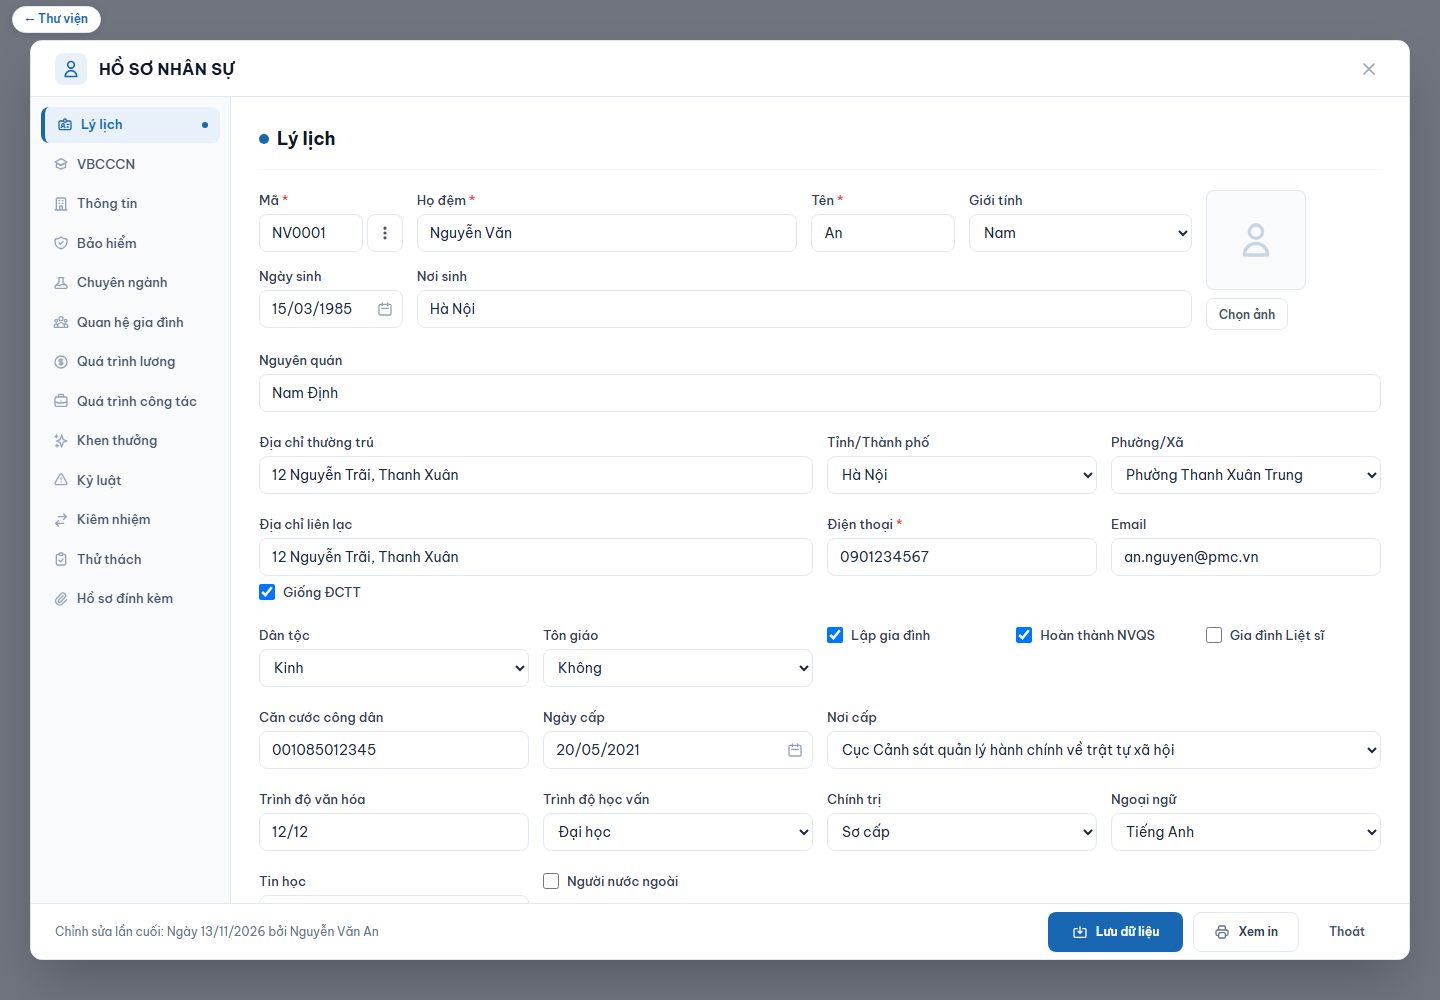 ← Thư viện
HỒ SƠ NHÂN SỰ
Lý lịch
VBCCCN
Thông tin
Bảo hiểm
Chuyên ngành
Quan hệ gia đình
Quá trình lương
Quá trình công tác
Khen thưởng
Kỷ luật
Kiêm nhiệm
Thử thách
Hồ sơ đính kèm
Lý lịch
Mã * Họ đệm * Tên * Giới tính
NV0001 Nguyễn Văn An Nam
Ngày sinh Nơi sinh
15/03/1985 Hà Nội
Chọn ảnh
Nguyên quán
Nam Định
Địa chỉ thường trú Tỉnh/Thành phố Phường/Xã
12 Nguyễn Trãi, Thanh Xuân Hà Nội Phường Thanh Xuân Trung
Địa chỉ liên lạc Điện thoại * Email
12 Nguyễn Trãi, Thanh Xuân 0901234567 an.nguyen@pmc.vn
Giống ĐCTT
Dân tộc Tôn giáo Lập gia đình Hoàn thành NVQS Gia đình Liệt sĩ
Kinh Không
Căn cước công dân Ngày cấp Nơi cấp
001085012345 20/05/2021 Cục Cảnh sát quản lý hành chính về trật tự xã hội
Trình độ văn hóa Trình độ học vấn Chính trị Ngoại ngữ
12/12 Đại học Sơ cấp Tiếng Anh
Tin học Người nước ngoài
Chỉnh sửa lần cuối: Ngày 13/11/2026 bởi Nguyễn Văn An
Lưu dữ liệu Xem in Thoát